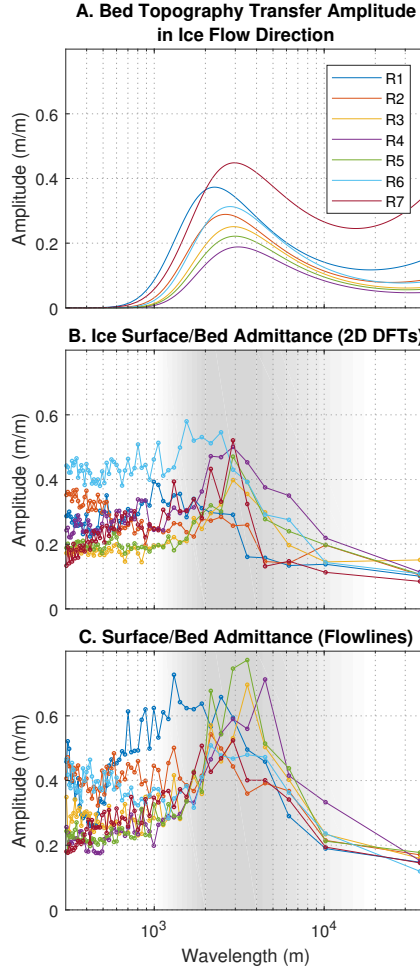 A. Bed Topography Transfer Amplitude
in Ice Flow Direction
Amplitude (m/m)
0.6
0.4
0.2
0
R1
R2
R3
R4
R5
R6
R7
B. Ice Surface/Bed Admittance (2D DFTs)
Amplitude (m/m)
0.6
0.4
0.2
0
C. Surface/Bed Admittance (Flowlines)
Amplitude (m/m)
0.6
0.4
0.2
0
10³
10⁴
Wavelength (m)